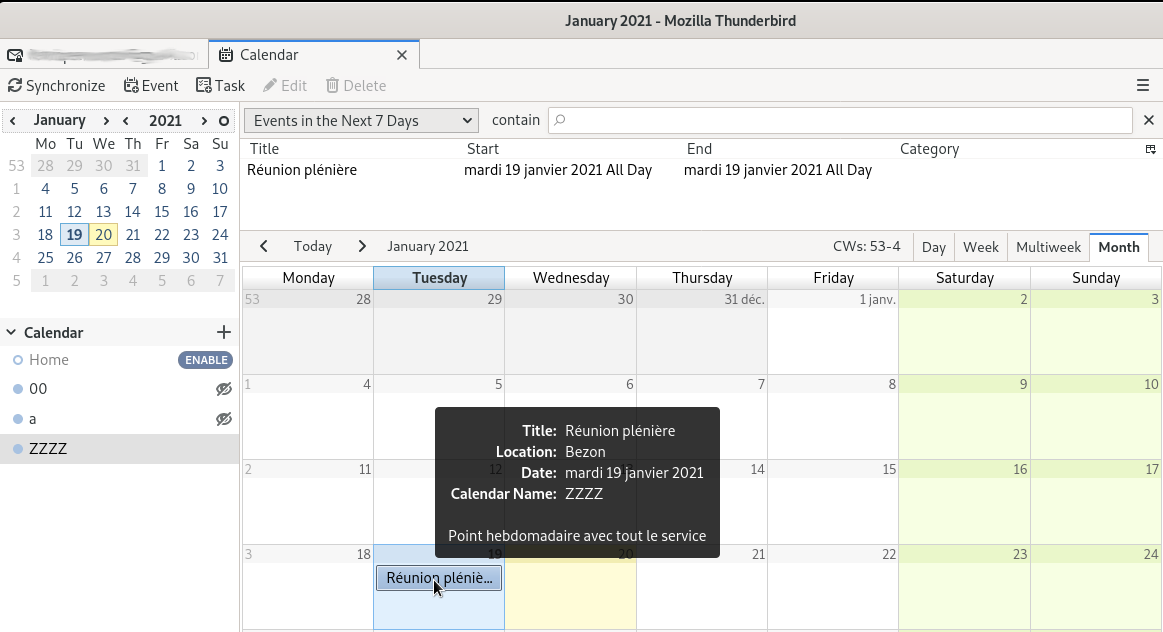 January 2021 - Mozilla Thunderbird
Calendar
Synchronize Event Task Edit Delete
January 2021
Mo Tu We Th Fr Sa Su
53 28 29 30 31 1 2 3
1 4 5 6 7 8 9 10
2 11 12 13 14 15 16 17
3 18 19 20 21 22 23 24
4 25 26 27 28 29 30 31
5 1 2 3 4 5 6 7
Calendar
Home ENABLE
00
a
ZZZZ
Events in the Next 7 Days contain
Title Start End Category
Réunion plénière mardi 19 janvier 2021 All Day mardi 19 janvier 2021 All Day
Today January 2021 CWs: 53-4 Day Week Multiweek Month
Monday Tuesday Wednesday Thursday Friday Saturday Sunday
53 28 29 30 31 déc. 1 janv. 2 3
1 4 5 6 7 8 9 10
Title: Réunion plénière
Location: Bezon
2 11 12 13 14 15 16 17
Date: mardi 19 janvier 2021
Calendar Name: ZZZZ
Point hebdomadaire avec tout le service
3 18 19 20 21 22 23 24
Réunion pléniè...